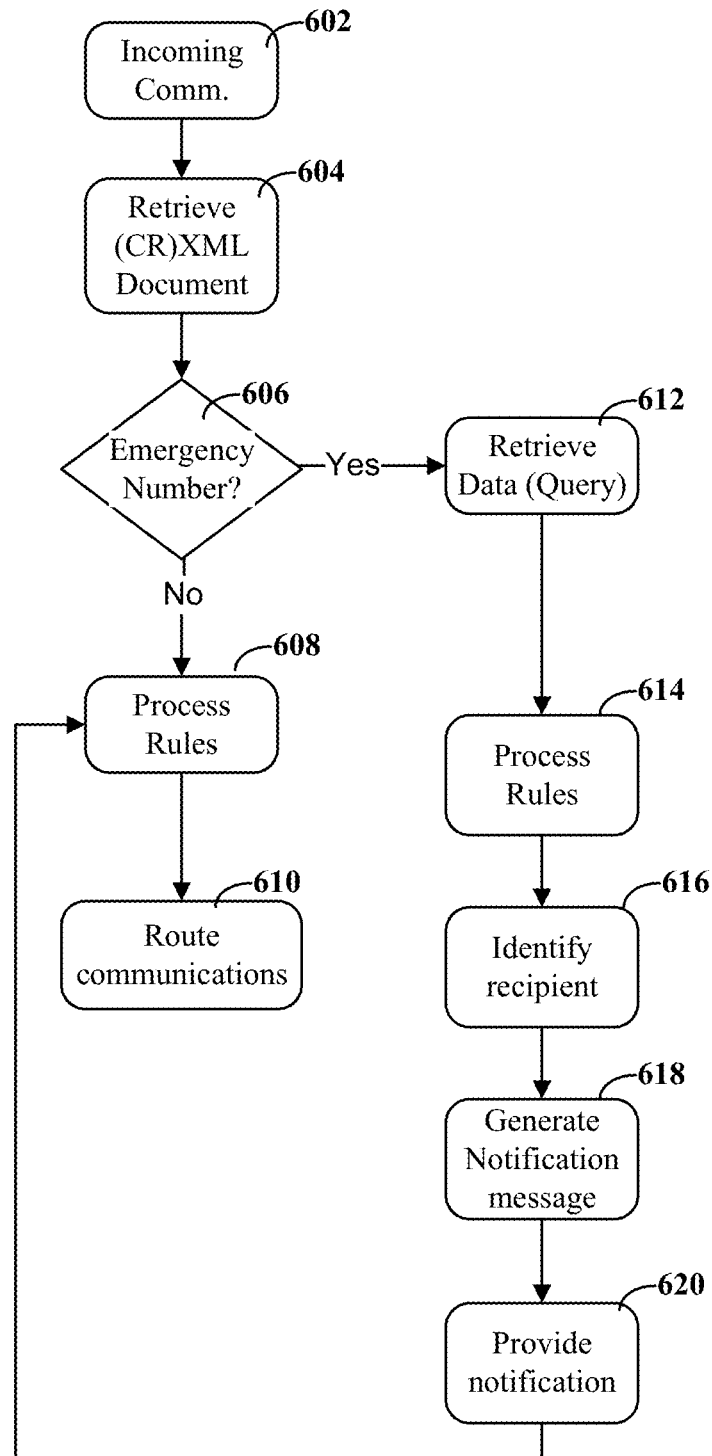 602
Incoming
Comm.
604
Retrieve
(CR)XML
Document
606
Emergency
Number?
Yes
612
Retrieve
Data (Query)
No
608
Process
Rules
614
Process
Rules
610
Route
communications
616
Identify
recipient
618
Generate
Notification
message
620
Provide
notification